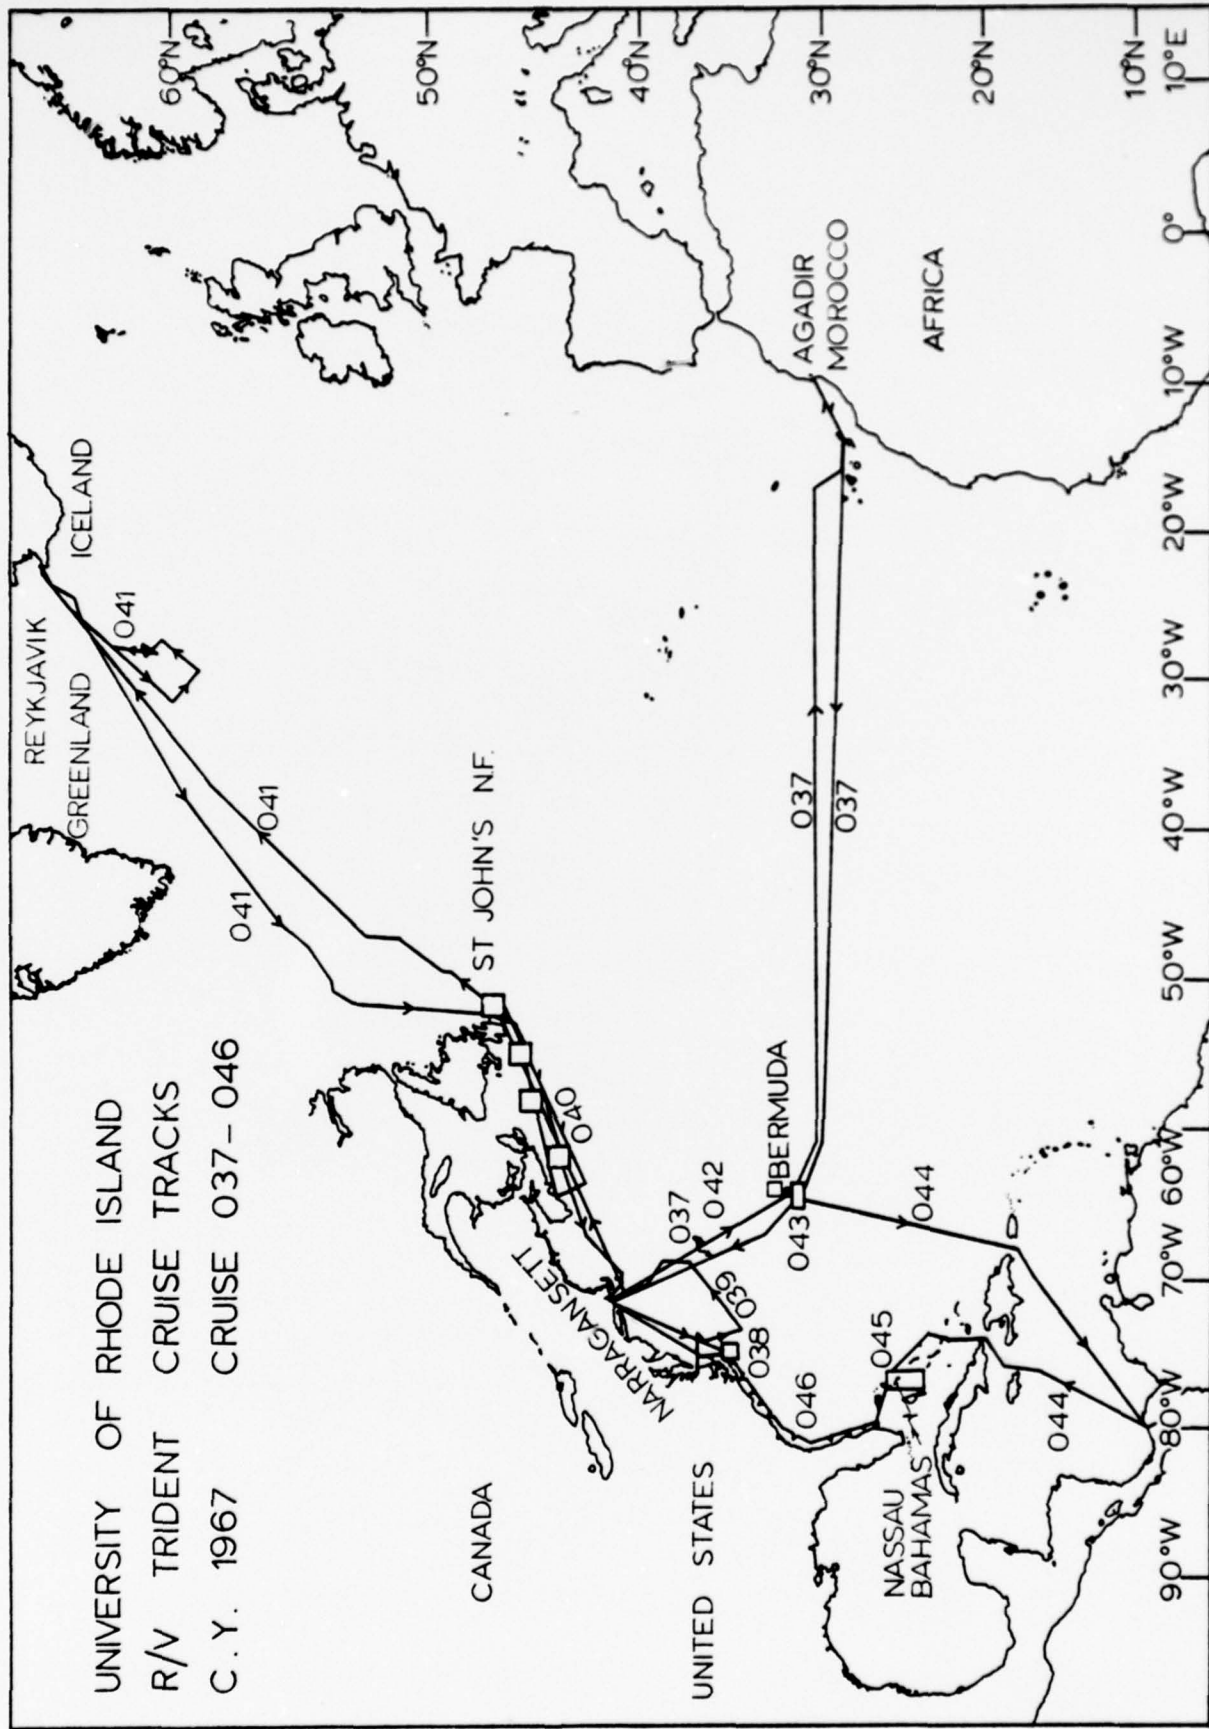 UNIVERSITY OF RHODE ISLAND
R/V TRIDENT CRUISE TRACKS
C.Y. 1967 CRUISE 037-046
REYKJAVIK
GREENLAND
ICELAND
60°N
041
041
041
50°N
ST JOHN'S N.F.
CANADA
040
NARRAGANSETT
40°N
UNITED STATES
037
042
039
038
043
BERMUDA
037
037
AGADIR
MOROCCO
30°N
046
045
044
AFRICA
NASSAU
BAHAMAS
20°N
044
10°N
90°W
80°W
70°W
60°W
50°W
40°W
30°W
20°W
10°W
0°
10°E